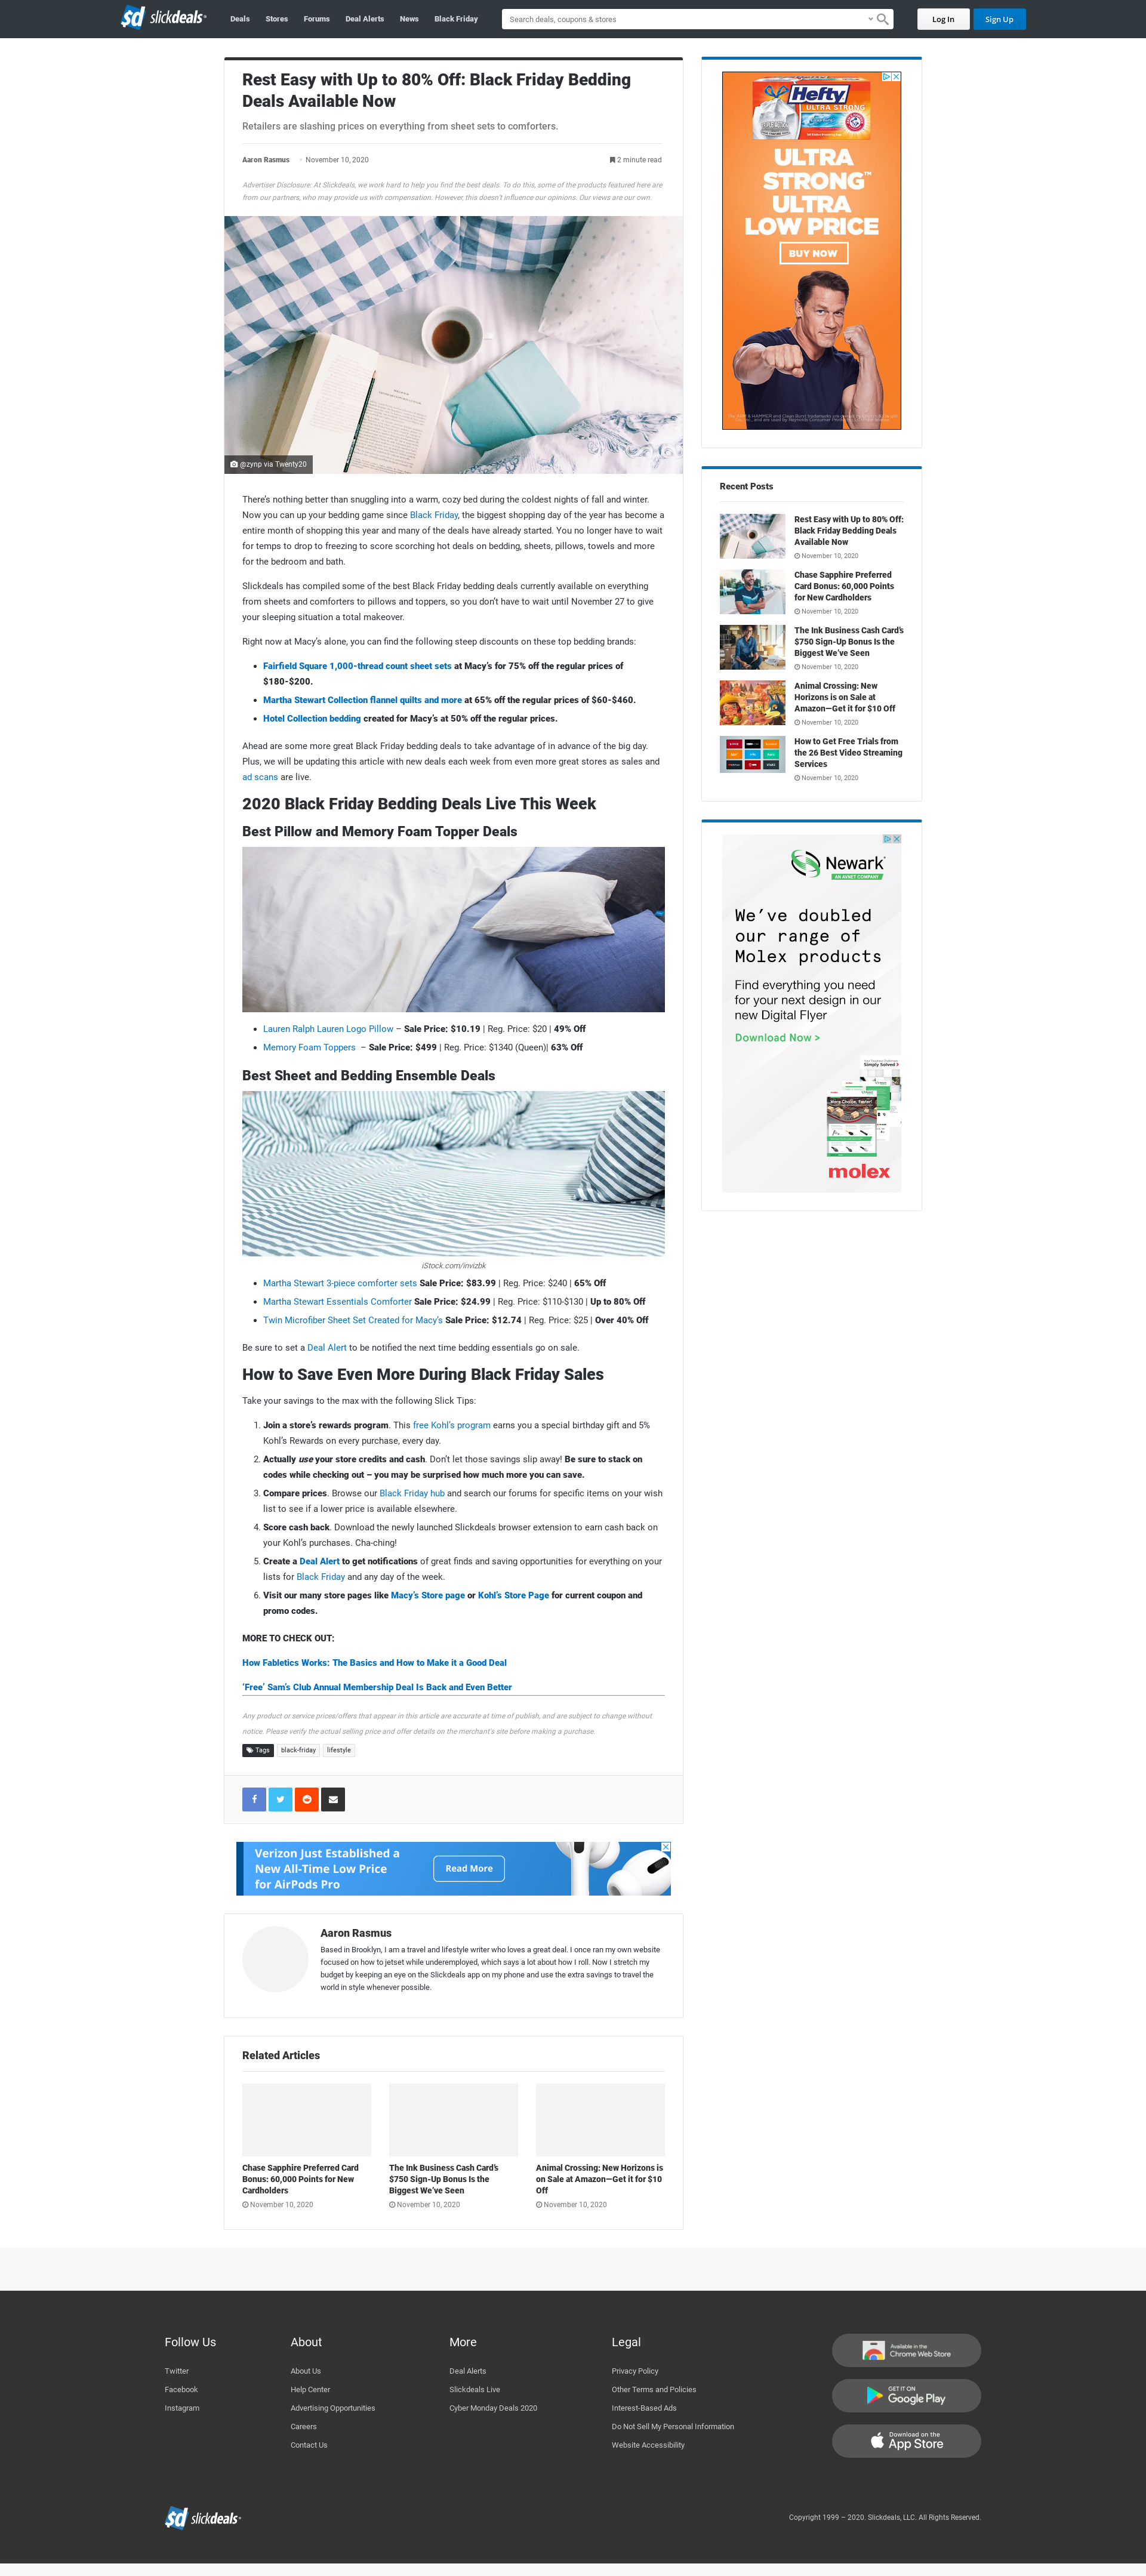 sd slickdeals
Deals
Stores
Forums
Deal Alerts
News
Black Friday
Search deals, coupons & stores
Log In
Sign Up
Rest Easy with Up to 80% Off: Black Friday Bedding
Deals Available Now
Retailers are slashing prices on everything from sheet sets to comforters.
Aaron Rasmus
November 10, 2020
2 minute read
Advertiser Disclosure: At Slickdeals, we work hard to help you find the best deals. To do this, some of the products featured here are
from our partners, who may provide us with compensation. However, this doesn't influence our opinions. Our views are our own.
@zynp via Twenty20
There's nothing better than snuggling into a warm, cozy bed during the coldest nights of fall and winter.
Now you can up your bedding game since Black Friday, the biggest shopping day of the year has become a
entire month of shopping this year and many of the deals have already started. You no longer have to wait
for temps to drop to freezing to score scorching hot deals on bedding, sheets, pillows, towels and more
for the bedroom and bath.
Slickdeals has compiled some of the best Black Friday bedding deals currently available on everything
from sheets and comforters to pillows and toppers, so you don't have to wait until November 27 to give
your sleeping situation a total makeover.
Right now at Macy's alone, you can find the following steep discounts on these top bedding brands:
• Fairfield Square 1,000-thread count sheet sets at Macy's for 75% off the regular prices of
$180-$200.
• Martha Stewart Collection flannel quilts and more at 65% off the regular prices of $60-$460.
• Hotel Collection bedding created for Macy's at 50% off the regular prices.
Ahead are some more great Black Friday bedding deals to take advantage of in advance of the big day.
Plus, we will be updating this article with new deals each week from even more great stores as sales and
ad scans are live.
2020 Black Friday Bedding Deals Live This Week
Best Pillow and Memory Foam Topper Deals
• Lauren Ralph Lauren Logo Pillow – Sale Price: $10.19 | Reg. Price: $20 | 49% Off
• Memory Foam Toppers – Sale Price: $499 | Reg. Price: $1340 (Queen)| 63% Off
Best Sheet and Bedding Ensemble Deals
iStock.com/invizbk
• Martha Stewart 3-piece comforter sets Sale Price: $83.99 | Reg. Price: $240 | 65% Off
• Martha Stewart Essentials Comforter Sale Price: $24.99 | Reg. Price: $110-$130 | Up to 80% Off
• Twin Microfiber Sheet Set Created for Macy's Sale Price: $12.74 | Reg. Price: $25 | Over 40% Off
Be sure to set a Deal Alert to be notified the next time bedding essentials go on sale.
How to Save Even More During Black Friday Sales
Take your savings to the max with the following Slick Tips:
1. Join a store's rewards program. This free Kohl's program earns you a special birthday gift and 5%
Kohl's Rewards on every purchase, every day.
2. Actually use your store credits and cash. Don't let those savings slip away! Be sure to stack on
codes while checking out – you may be surprised how much more you can save.
3. Compare prices. Browse our Black Friday hub and search our forums for specific items on your wish
list to see if a lower price is available elsewhere.
4. Score cash back. Download the newly launched Slickdeals browser extension to earn cash back on
your Kohl's purchases. Cha-ching!
5. Create a Deal Alert to get notifications of great finds and saving opportunities for everything on your
lists for Black Friday and any day of the week.
6. Visit our many store pages like Macy's Store page or Kohl's Store Page for current coupon and
promo codes.
MORE TO CHECK OUT:
How Fabletics Works: The Basics and How to Make it a Good Deal
'Free' Sam's Club Annual Membership Deal Is Back and Even Better
Any product or service prices/offers that appear in this article are accurate at time of publish, and are subject to change without
notice. Please verify the actual selling price and offer details on the merchant's site before making a purchase.
Tags
black-friday
lifestyle
Verizon Just Established a
New All-Time Low Price
for AirPods Pro
Read More
Aaron Rasmus
Based in Brooklyn, I am a travel and lifestyle writer who loves a great deal. I once ran my own website
focused on how to jetset while underemployed, which says a lot about how I roll. Now I stretch my
budget by keeping an eye on the Slickdeals app on my phone and use the extra savings to travel the
world in style whenever possible.
Related Articles
Chase Sapphire Preferred Card
Bonus: 60,000 Points for New
Cardholders
November 10, 2020
The Ink Business Cash Card's
$750 Sign-Up Bonus Is the
Biggest We've Seen
November 10, 2020
Animal Crossing: New Horizons is
on Sale at Amazon—Get it for $10
Off
November 10, 2020
Hefty
ULTRA STRONG
ARM & HAMMER
ULTRA
STRONG™
ULTRA
LOW PRICE
BUY NOW
Recent Posts
Rest Easy with Up to 80% Off:
Black Friday Bedding Deals
Available Now
November 10, 2020
Chase Sapphire Preferred
Card Bonus: 60,000 Points
for New Cardholders
November 10, 2020
The Ink Business Cash Card's
$750 Sign-Up Bonus Is the
Biggest We've Seen
November 10, 2020
Animal Crossing: New
Horizons is on Sale at
Amazon—Get it for $10 Off
November 10, 2020
How to Get Free Trials from
the 26 Best Video Streaming
Services
November 10, 2020
Newark
AN AVNET COMPANY
We've doubled
our range of
Molex products
Find everything you need
for your next design in our
new Digital Flyer
Download Now >
Simply Solved
More Choice. Faster!
molex
Follow Us
Twitter
Facebook
Instagram
About
About Us
Help Center
Advertising Opportunities
Careers
Contact Us
More
Deal Alerts
Slickdeals Live
Cyber Monday Deals 2020
Legal
Privacy Policy
Other Terms and Policies
Interest-Based Ads
Do Not Sell My Personal Information
Website Accessibility
Available in the
Chrome Web Store
GET IT ON
Google Play
Download on the
App Store
sd slickdeals
Copyright 1999 – 2020. Slickdeals, LLC. All Rights Reserved.